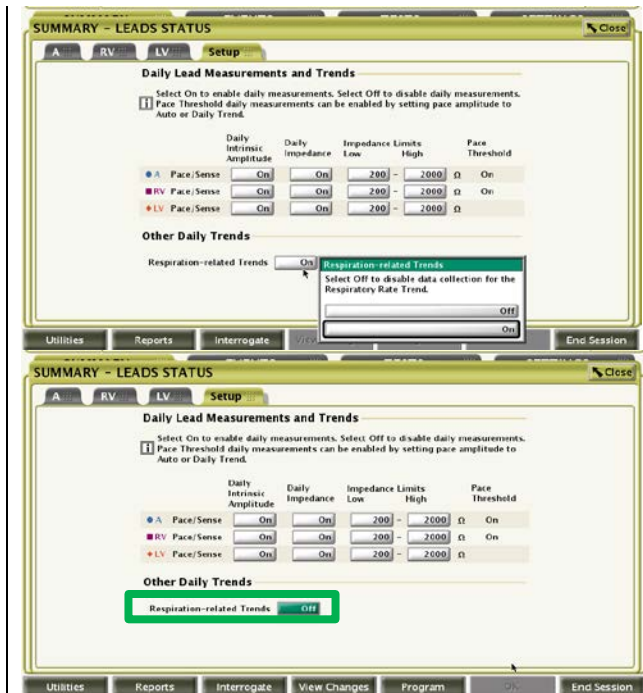 SUMMARY - LEADS STATUS
Close
A RV LV Setup
Daily Lead Measurements and Trends
i Select On to enable daily measurements. Select Off to disable daily measurements.
Pace Threshold daily measurements can be enabled by setting pace amplitude to
Auto or Daily Trend.
Daily Intrinsic Amplitude Daily Impedance Impedance Limits Low High Pace Threshold
A Pace/Sense On On 200 - 2000 Ω On
RV Pace/Sense On On 200 - 2000 Ω On
LV Pace/Sense On On 200 - 2000 Ω
Other Daily Trends
Respiration-related Trends On
Respiration-related Trends
Select Off to disable data collection for the
Respiratory Rate Trend.
Off
On
Utilities Reports Interrogate End Session
SUMMARY - LEADS STATUS
Close
A RV LV Setup
Daily Lead Measurements and Trends
i Select On to enable daily measurements. Select Off to disable daily measurements.
Pace Threshold daily measurements can be enabled by setting pace amplitude to
Auto or Daily Trend.
Daily Intrinsic Amplitude Daily Impedance Impedance Limits Low High Pace Threshold
A Pace/Sense On On 200 - 2000 Ω On
RV Pace/Sense On On 200 - 2000 Ω On
LV Pace/Sense On On 200 - 2000 Ω
Other Daily Trends
Respiration-related Trends Off
Utilities Reports Interrogate View Changes Program End Session